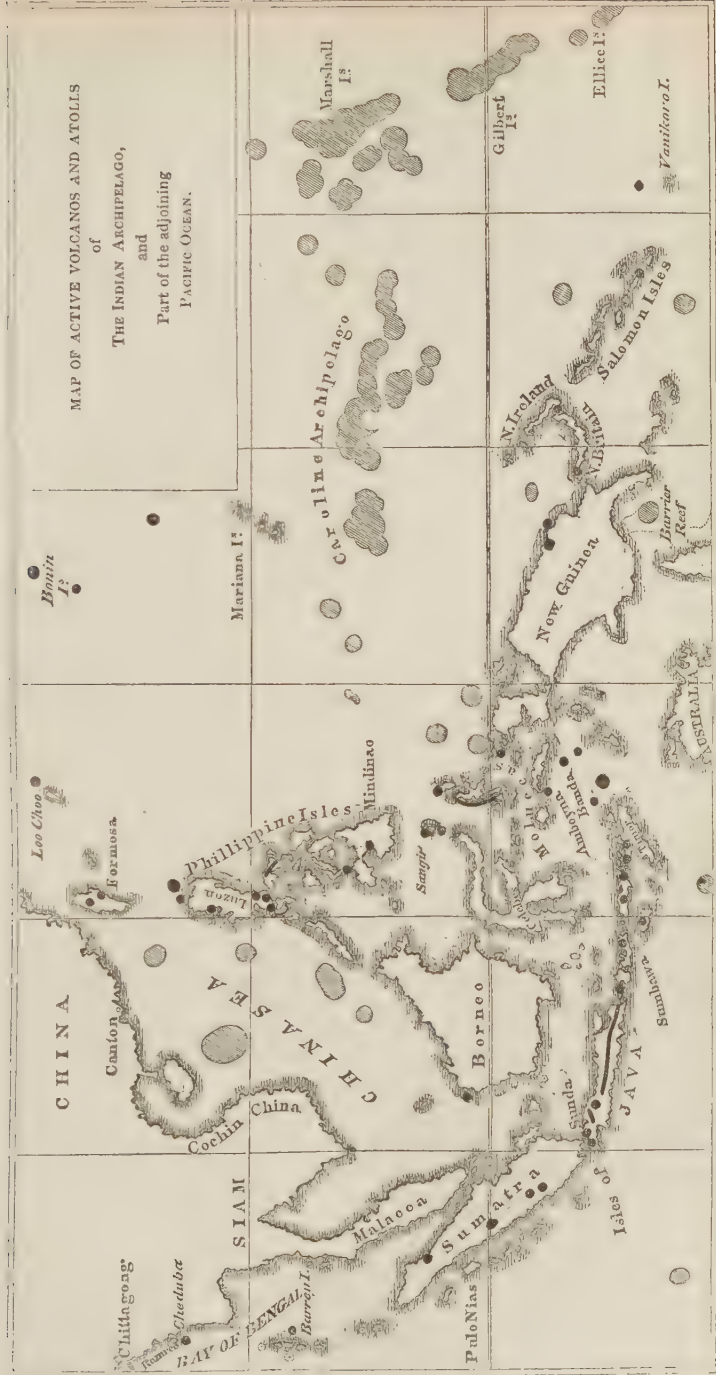 MAP OF ACTIVE VOLCANOS AND ATOLLS
of
THE INDIAN ARCHIPELAGO,
and
Part of the adjoining
PACIFIC OCEAN.
Chittagong
Ramree
Cheduba
BAY OF BENGAL
Barren I.
SIAM
CHINA
Canton
Cochin China
CHINA SEA
Malacca
Sumatra
Pulo Nias
Isles of
Sunda
JAVA
Borneo
Sumbawa
Loo Choo
Formosa
Phillippine Isles
Luzon
Mindinao
Sangir
Molucc
Amboyna
Banda
Timor
AUSTRALIA
Bonin
Is.
Mariana Is.
Caroline Archipelago
New Guinea
Barrier
Reef
N. Ireland
N. Britain
Salomon Isles
Marshall
Is.
Gilbert
Is.
Ellice Is.
Vanikoro I.